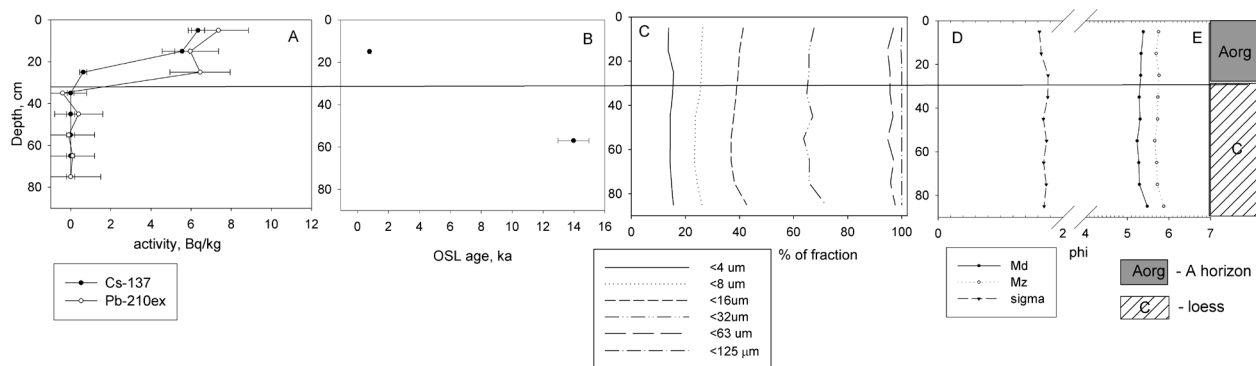 0
20
40
60
80
Depth, cm
A
0 2 4 6 8 10 12
activity, Bq/kg
Cs-137
Pb-210ex
0
20
40
60
80
B
0 2 4 6 8 10 12 14 16
OSL age, ka
0
20
40
60
80
C
0 20 40 60 80 100
% of fraction
<4 um
<8 um
<16um
<32um
<63 um
<125 μm
0
20
40
60
80
D
E
0 2 5 6 7
phi
Md
Mz
sigma
Aorg
C
Aorg - A horizon
C - loess